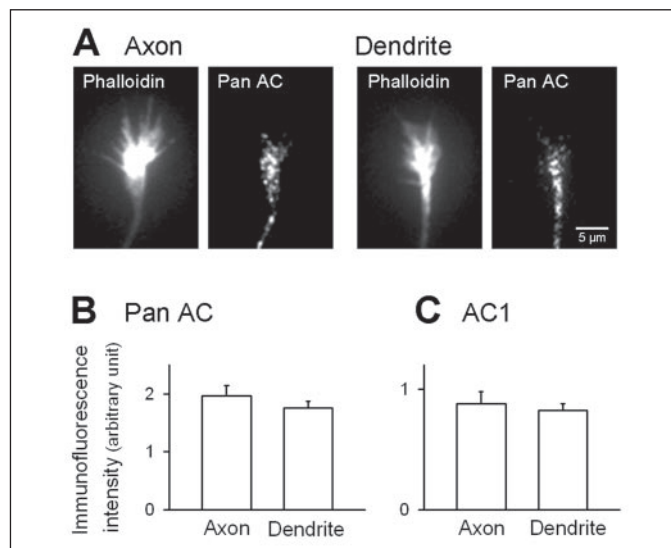 A Axon Dendrite
Phalloidin Pan AC Phalloidin Pan AC
5 µm
B Pan AC
C AC1
Immunofluorescence
intensity (arbitrary unit)
2
1
0
Axon Dendrite
1
0
Axon Dendrite